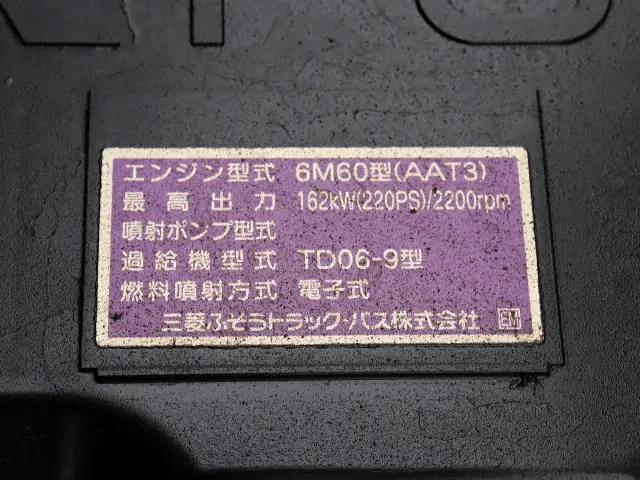 エンジン型式 6M60型(AAT3)
最高出力 162kW(220PS)/2200rpm
噴射ポンプ型式
過給機型式 TD06-9型
燃料噴射方式 電子式
三菱ふそうトラック・バス株式会社 EM